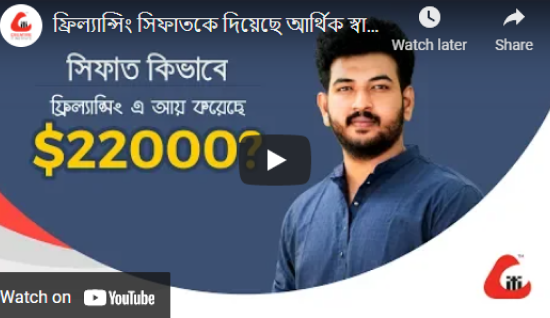 ফ্রিল্যান্সিং সিফাতকে দিয়েছে আর্থিক স্বা...
Watch later
Share
সিফাত কিভাবে
ফ্রিল্যান্সিং এ আয় করেছে
$22000?
Watch on YouTube